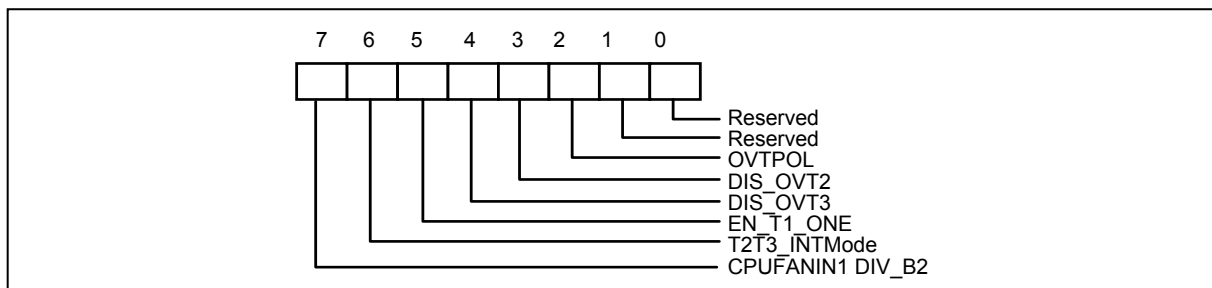 7 6 5 4 3 2 1 0
Reserved
Reserved
OVTPOL
DIS_OVT2
DIS_OVT3
EN_T1_ONE
T2T3_INTMode
CPUFANIN1 DIV_B2